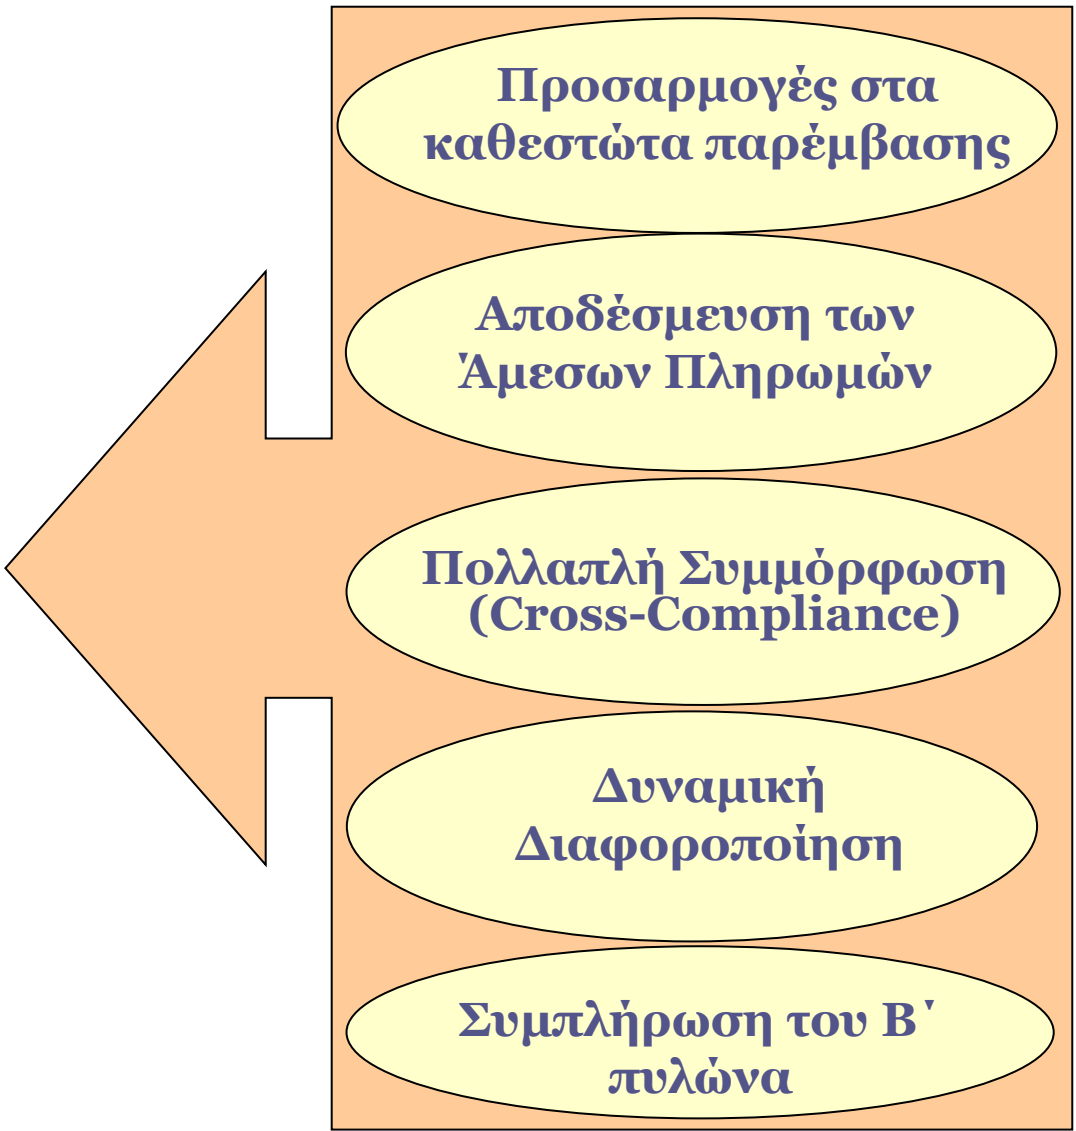 Προσαρμογές στα
καθεστώτα παρέμβασης
Αποδέσμευση των
Άμεσων Πληρωμών
Πολλαπλή Συμμόρφωση
(Cross-Compliance)
Δυναμική
Διαφοροποίηση
Συμπλήρωση του Β΄
πυλώνα